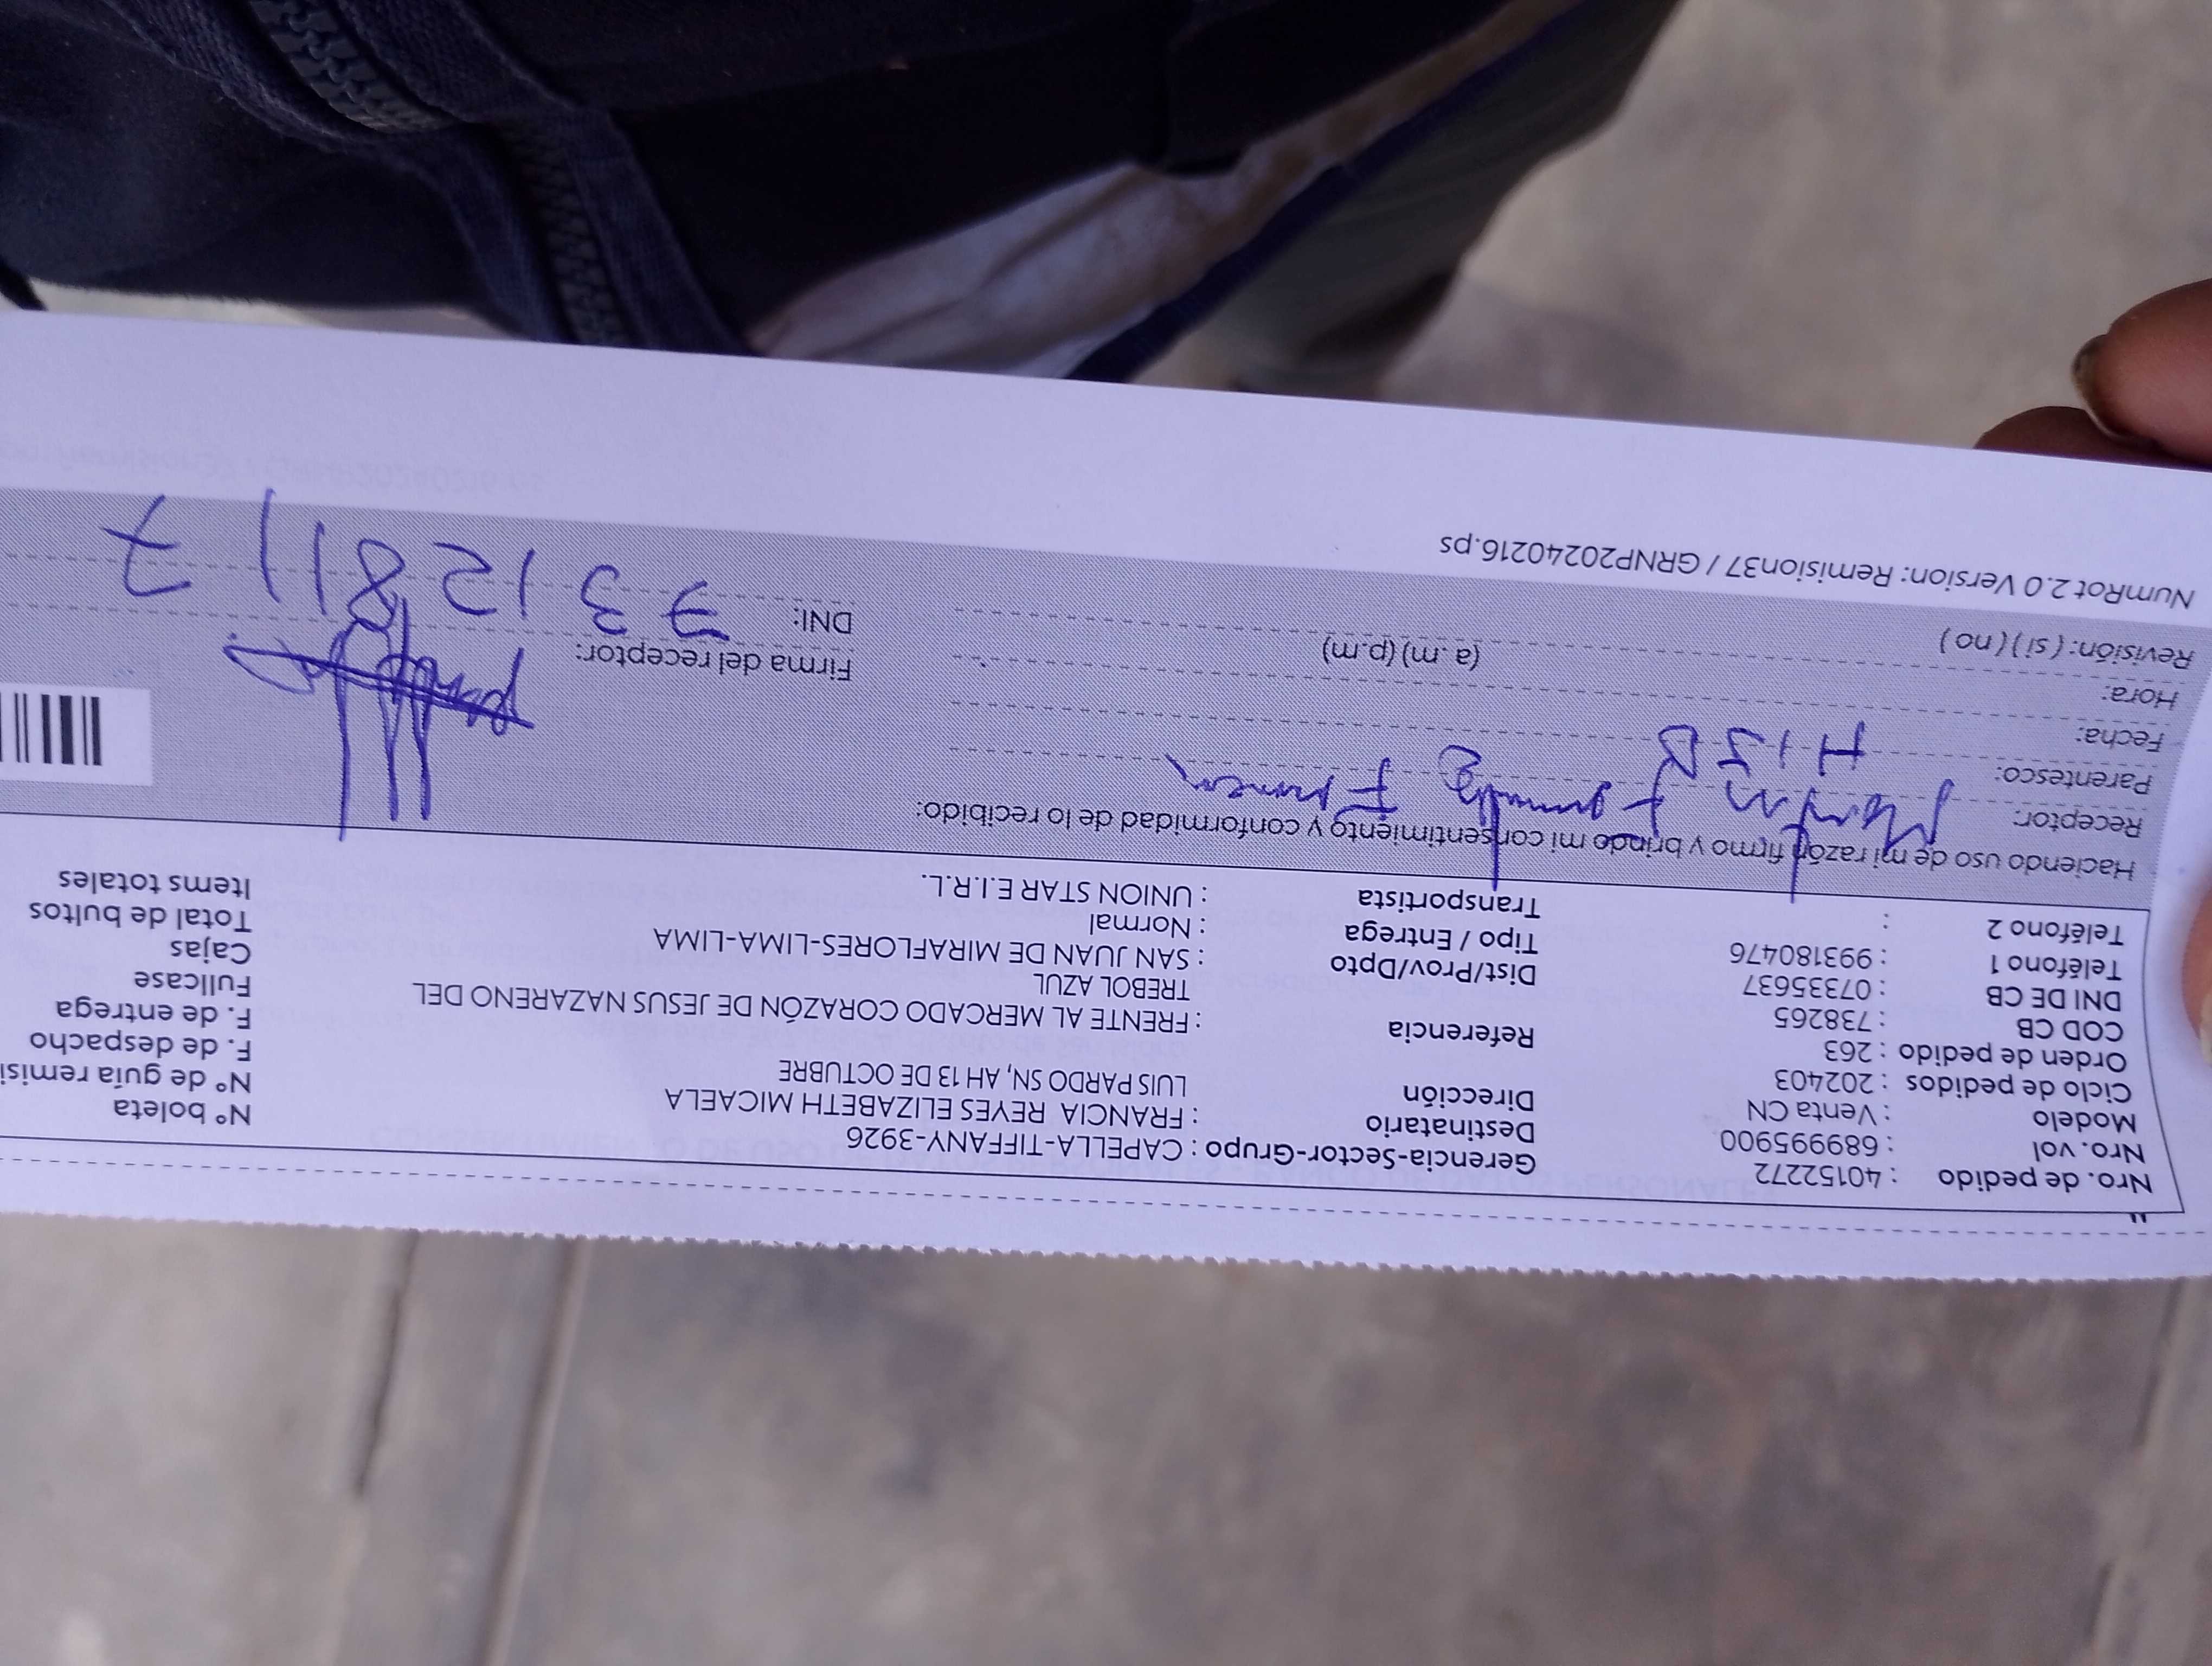 Nro. de pedido : 40152272
Nro. vol : 689995900
Modelo : Venta CN
Ciclo de pedidos : 202403
Orden de pedido : 263
COD CB : 738265
DNI DE CB : 07335637
Teléfono 1 : 993180476
Teléfono 2 :
Gerencia-Sector-Grupo : CAPELLA-TIFFANY-3926
Destinatario : FRANCIA REYES ELIZABETH MICAELA
Dirección LUIS PARDO SN, AH 13 DE OCTUBRE
Referencia : FRENTE AL MERCADO CORAZÓN DE JESUS NAZARENO DEL
TREBOL AZUL
Dist/Prov/Dpto : SAN JUAN DE MIRAFLORES-LIMA-LIMA
Tipo / Entrega : Normal
Transportista : UNION STAR E.I.R.L.
Nº boleta
Nº de guía remisi
F. de despacho
F. de entrega
Fullcase
Cajas
Total de bultos
Items totales
Haciendo uso de mi razón firmo y brindo mi consentimiento y conformidad de lo recibido:
Receptor:
Parentesco:
Fecha:
Hora: (a.m) (p.m)
Revisión: ( si ) ( no )
Firma del receptor:
DNI: 73128117
NumRot 2.0 Version: Remision37 / GRNP20240216.ps